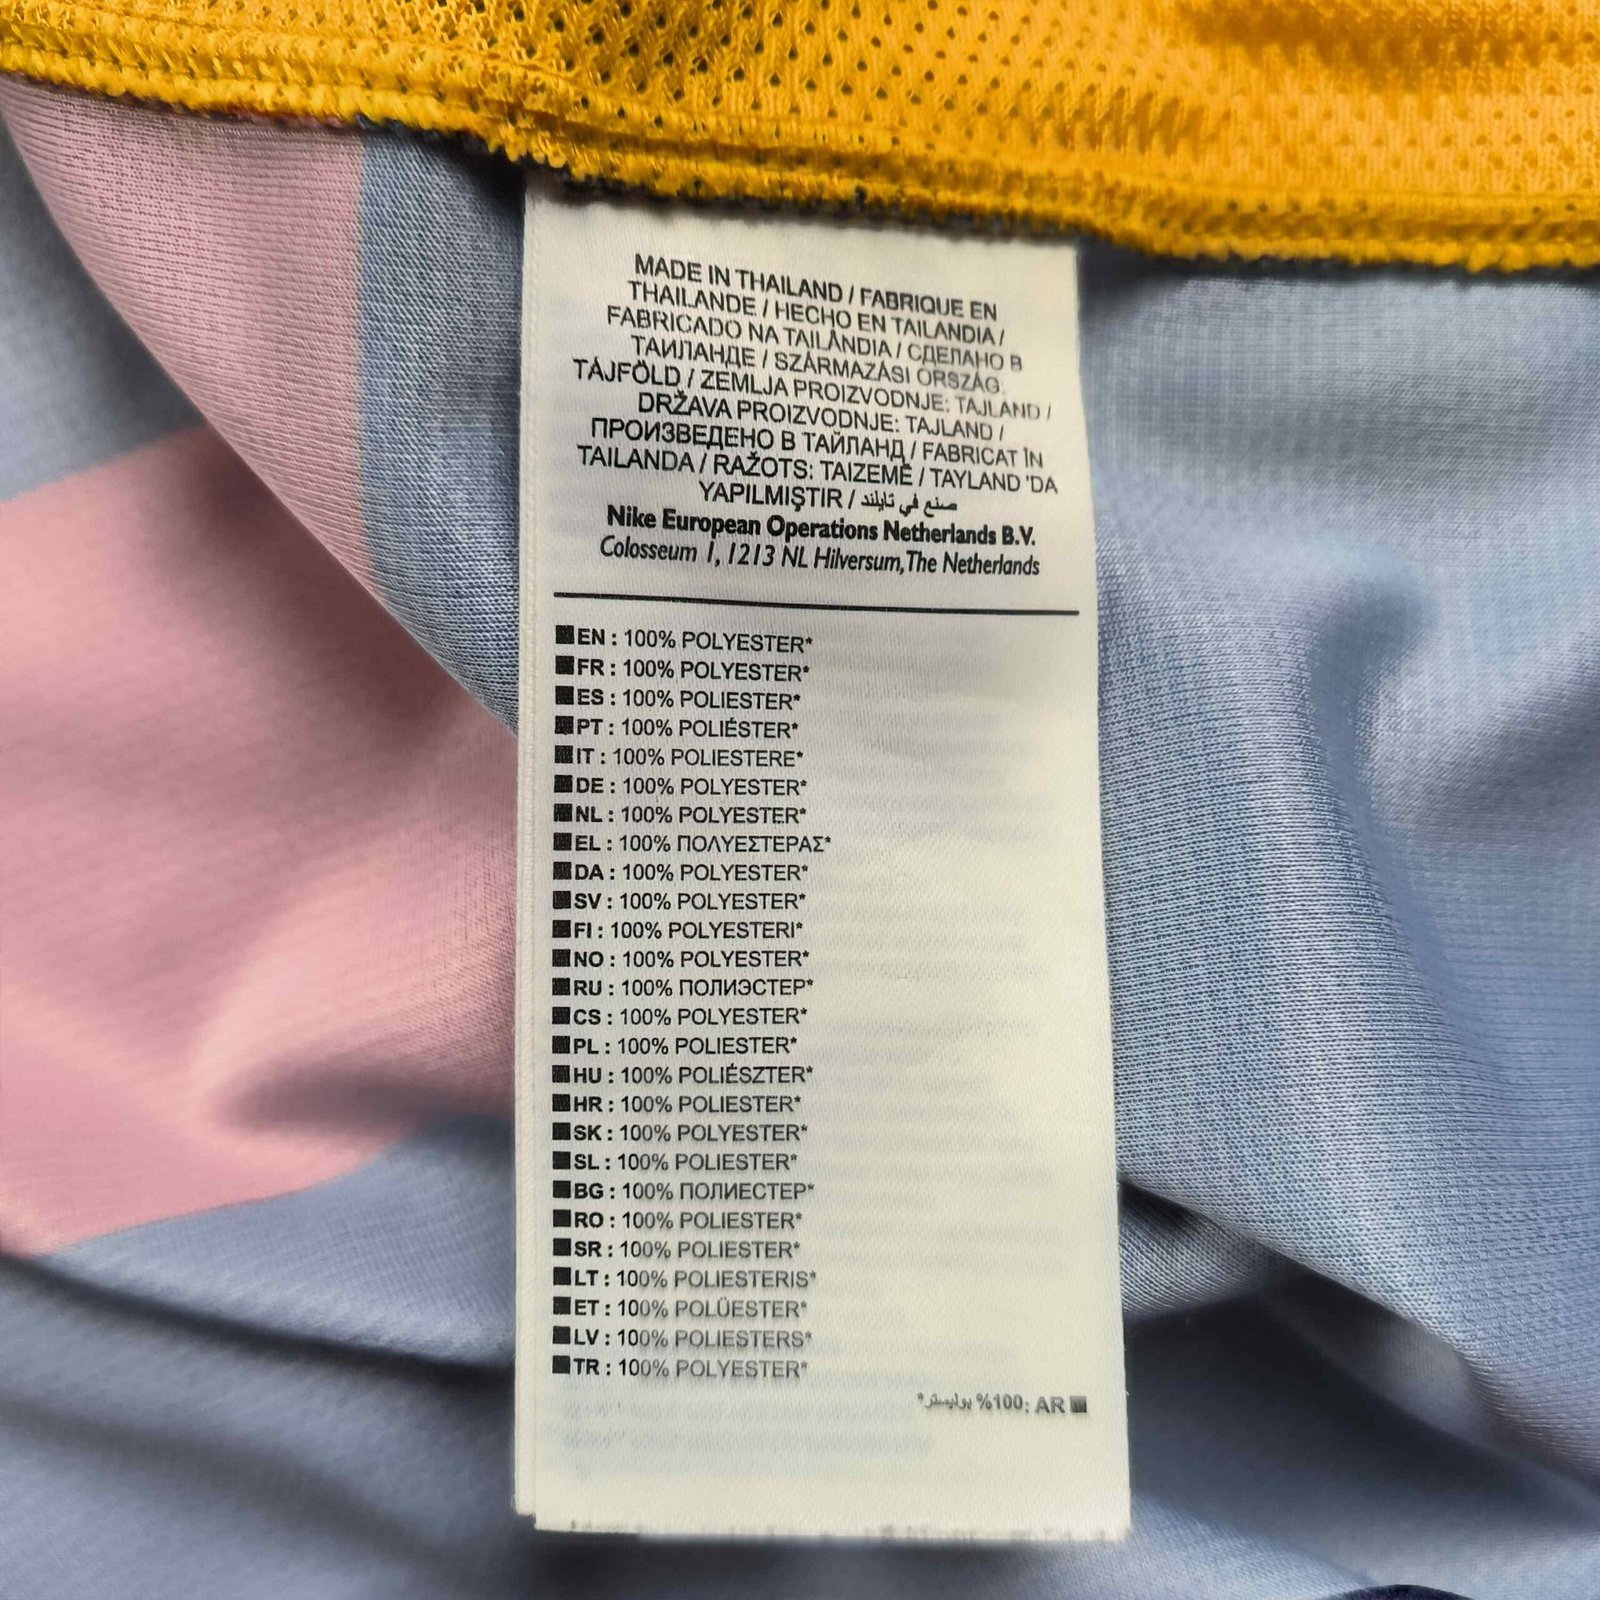 MADE IN THAILAND / FABRIQUE EN
THAILANDE / HECHO EN TAILANDIA /
FABRICADO NA TAILÂNDIA / СДЕЛАНО В
ТАИЛАНДЕ / SZÁRMAZÁSI ORSZÁG:
TÁJFÖLD / ZEMLJA PROIZVODNJE: TAJLAND /
DRŽAVA PROIZVODNJE: TAJLAND /
ПРОИЗВЕДЕНО В ТАЙЛАНД / FABRICAT ÎN
TAILANDA / RAŽOTS: TAIZEMĒ / TAYLAND 'DA
YAPILMIŞTIR / صنع في تايلند
Nike European Operations Netherlands B.V.
Colosseum 1, 1213 NL Hilversum, The Netherlands
EN : 100% POLYESTER*
FR : 100% POLYESTER*
ES : 100% POLIESTER*
PT : 100% POLIÉSTER*
IT : 100% POLIESTERE*
DE : 100% POLYESTER*
NL : 100% POLYESTER*
EL : 100% ΠΟΛΥΕΣΤΕΡΑΣ*
DA : 100% POLYESTER*
SV : 100% POLYESTER*
FI : 100% POLYESTERI*
NO : 100% POLYESTER*
RU : 100% ПОЛИЭСТЕР*
CS : 100% POLYESTER*
PL : 100% POLIESTER*
HU : 100% POLIÉSZTER*
HR : 100% POLIESTER*
SK : 100% POLYESTER*
SL : 100% POLIESTER*
BG : 100% ПОЛИЕСТЕР*
RO : 100% POLIESTER*
SR : 100% POLIESTER*
LT : 100% POLIESTERIS*
ET : 100% POLÜESTER*
LV : 100% POLIESTERS*
TR : 100% POLYESTER*
AR :100% بوليستر*